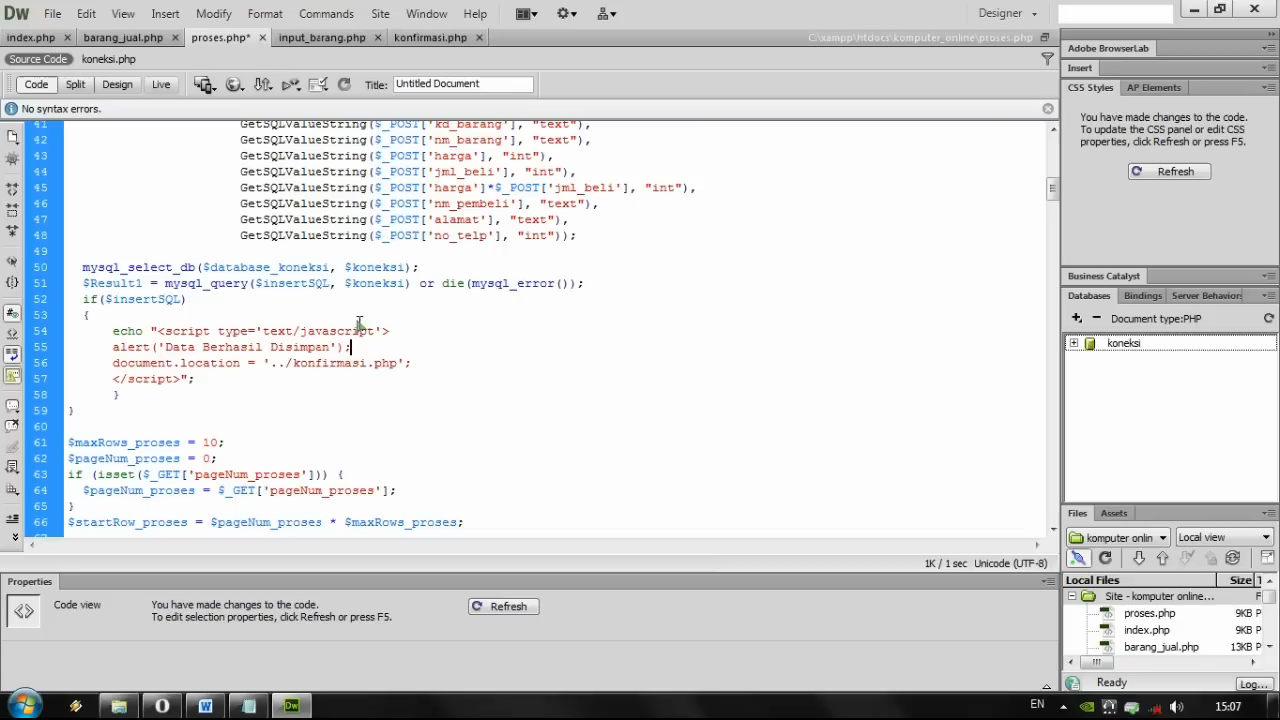 Dw File Edit View Insert Modify Format Commands Site Window Help Designer
index.php barang_jual.php proses.php* input_barang.php konfirmasi.php C:\xampp\htdocs\komputer_online\proses.php
Source Code koneksi.php
Code Split Design Live Title: Untitled Document
No syntax errors.
41 GetSQLValueString($_POST['kd_barang'], "text"),
42 GetSQLValueString($_POST['nm_barang'], "text"),
43 GetSQLValueString($_POST['harga'], "int"),
44 GetSQLValueString($_POST['jml_beli'], "int"),
45 GetSQLValueString($_POST['harga']*$_POST['jml_beli'], "int"),
46 GetSQLValueString($_POST['nm_pembeli'], "text"),
47 GetSQLValueString($_POST['alamat'], "text"),
48 GetSQLValueString($_POST['no_telp'], "int"));
49
50 mysql_select_db($database_koneksi, $koneksi);
51 $Result1 = mysql_query($insertSQL, $koneksi) or die(mysql_error());
52 if($insertSQL)
53 {
54 echo "<script type='text/javascript'>
55 alert('Data Berhasil Disimpan');
56 document.location = '../konfirmasi.php';
57 </script>";
58 }
59 }
60
61 $maxRows_proses = 10;
62 $pageNum_proses = 0;
63 if (isset($_GET['pageNum_proses'])) {
64 $pageNum_proses = $_GET['pageNum_proses'];
65 }
66 $startRow_proses = $pageNum_proses * $maxRows_proses;
1K / 1 sec Unicode (UTF-8)
Properties
Code view
You have made changes to the code.
To edit selection properties, click Refresh or press F5.
Refresh
Adobe BrowserLab
Insert
CSS Styles AP Elements
You have made changes to the code.
To update the CSS panel or edit CSS
properties, click Refresh or press F5.
Refresh
Business Catalyst
Databases Bindings Server Behaviors
Document type:PHP
koneksi
Files Assets
komputer onlin Local view
Local Files Size
Site - komputer online...
proses.php 9KB P
index.php 9KB P
barang_jual.php 13KB P
Ready Log...
EN 15:07